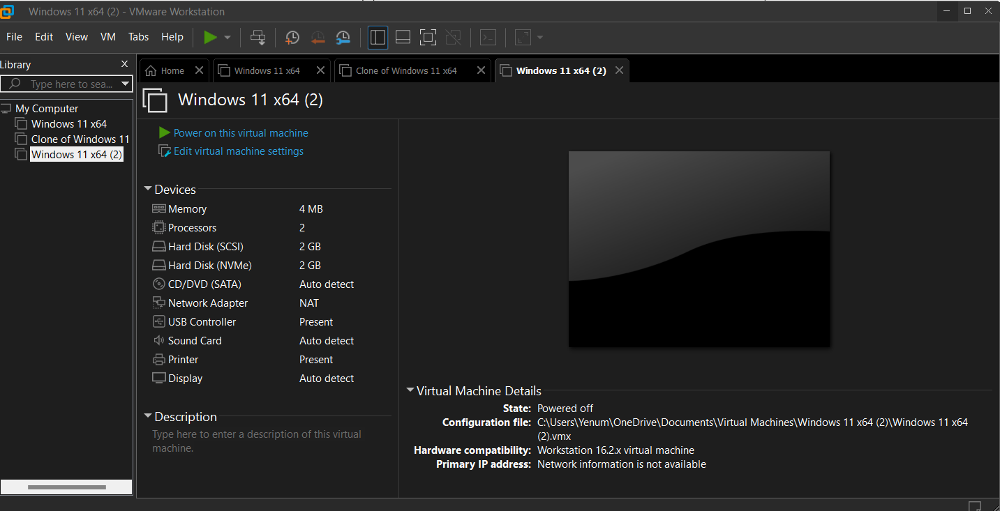 Windows 11 x64 (2) - VMware Workstation
File Edit View VM Tabs Help
Library
Type here to sea...
My Computer
Windows 11 x64
Clone of Windows 11
Windows 11 x64 (2)
Home
Windows 11 x64
Clone of Windows 11 x64
Windows 11 x64 (2)
Windows 11 x64 (2)
Power on this virtual machine
Edit virtual machine settings
Devices
Memory 4 MB
Processors 2
Hard Disk (SCSI) 2 GB
Hard Disk (NVMe) 2 GB
CD/DVD (SATA) Auto detect
Network Adapter NAT
USB Controller Present
Sound Card Auto detect
Printer Present
Display Auto detect
Description
Type here to enter a description of this virtual
machine.
Virtual Machine Details
State: Powered off
Configuration file: C:\Users\Yenum\OneDrive\Documents\Virtual Machines\Windows 11 x64 (2)\Windows 11 x64
(2).vmx
Hardware compatibility: Workstation 16.2.x virtual machine
Primary IP address: Network information is not available